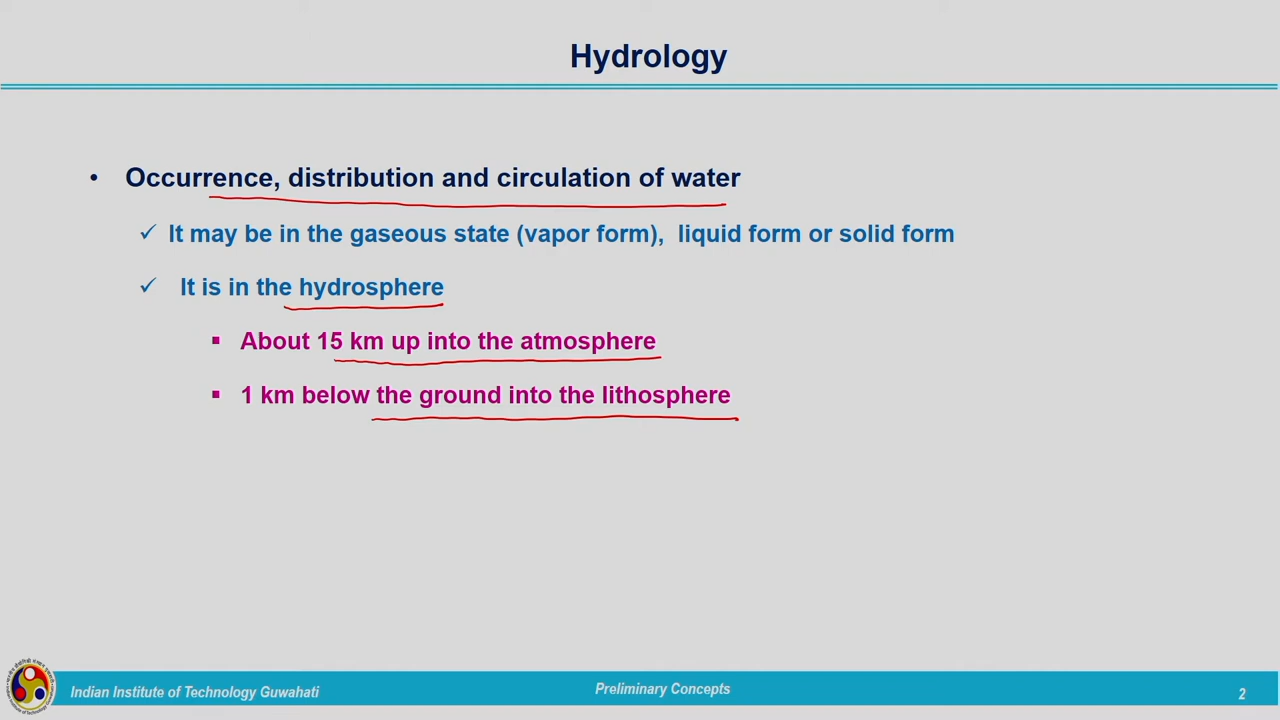 Hydrology
• Occurrence, distribution and circulation of water
✓ It may be in the gaseous state (vapor form), liquid form or solid form
✓ It is in the hydrosphere
▪ About 15 km up into the atmosphere
▪ 1 km below the ground into the lithosphere
Indian Institute of Technology Guwahati
Preliminary Concepts
2